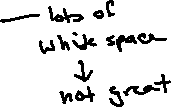 — lots of
white space
↓
not great